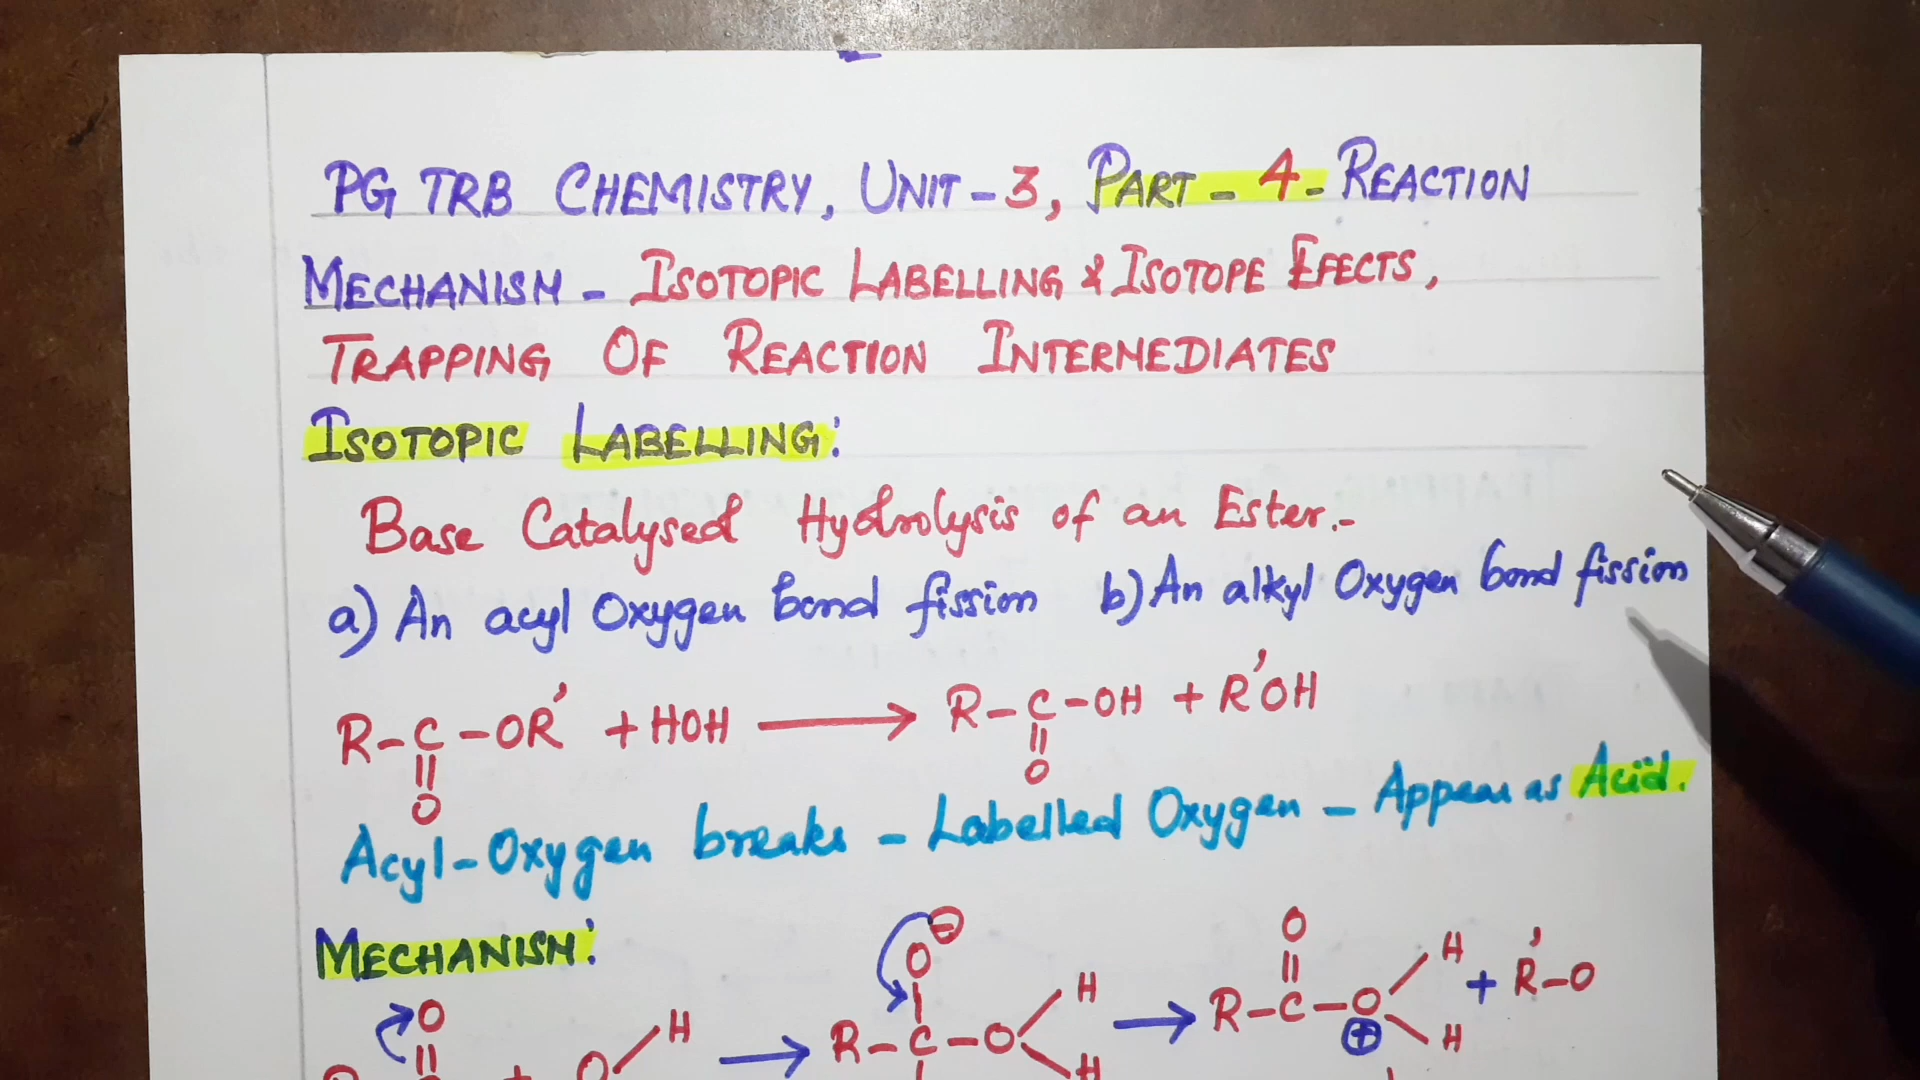 PG TRB CHEMISTRY, UNIT-3, PART-4-REACTION
MECHANISM - ISOTOPIC LABELLING & ISOTOPE EFECTS,
TRAPPING OF REACTION INTERMEDIATES
ISOTOPIC LABELLING:
Base Catalysed Hydrolysis of an Ester.-
a) An acyl Oxygen bond fission b) An alkyl Oxygen bond fission
R-C-OR' + HOH → R-C-OH + R'OH
|| ||
O O
Acyl-Oxygen breaks - Labelled Oxygen - Appear as Acid.
MECHANISM:
⊖ O
O || H R'-O
O H R-C-O +
|| H R-C-O H → ⊕ H
+ O → H